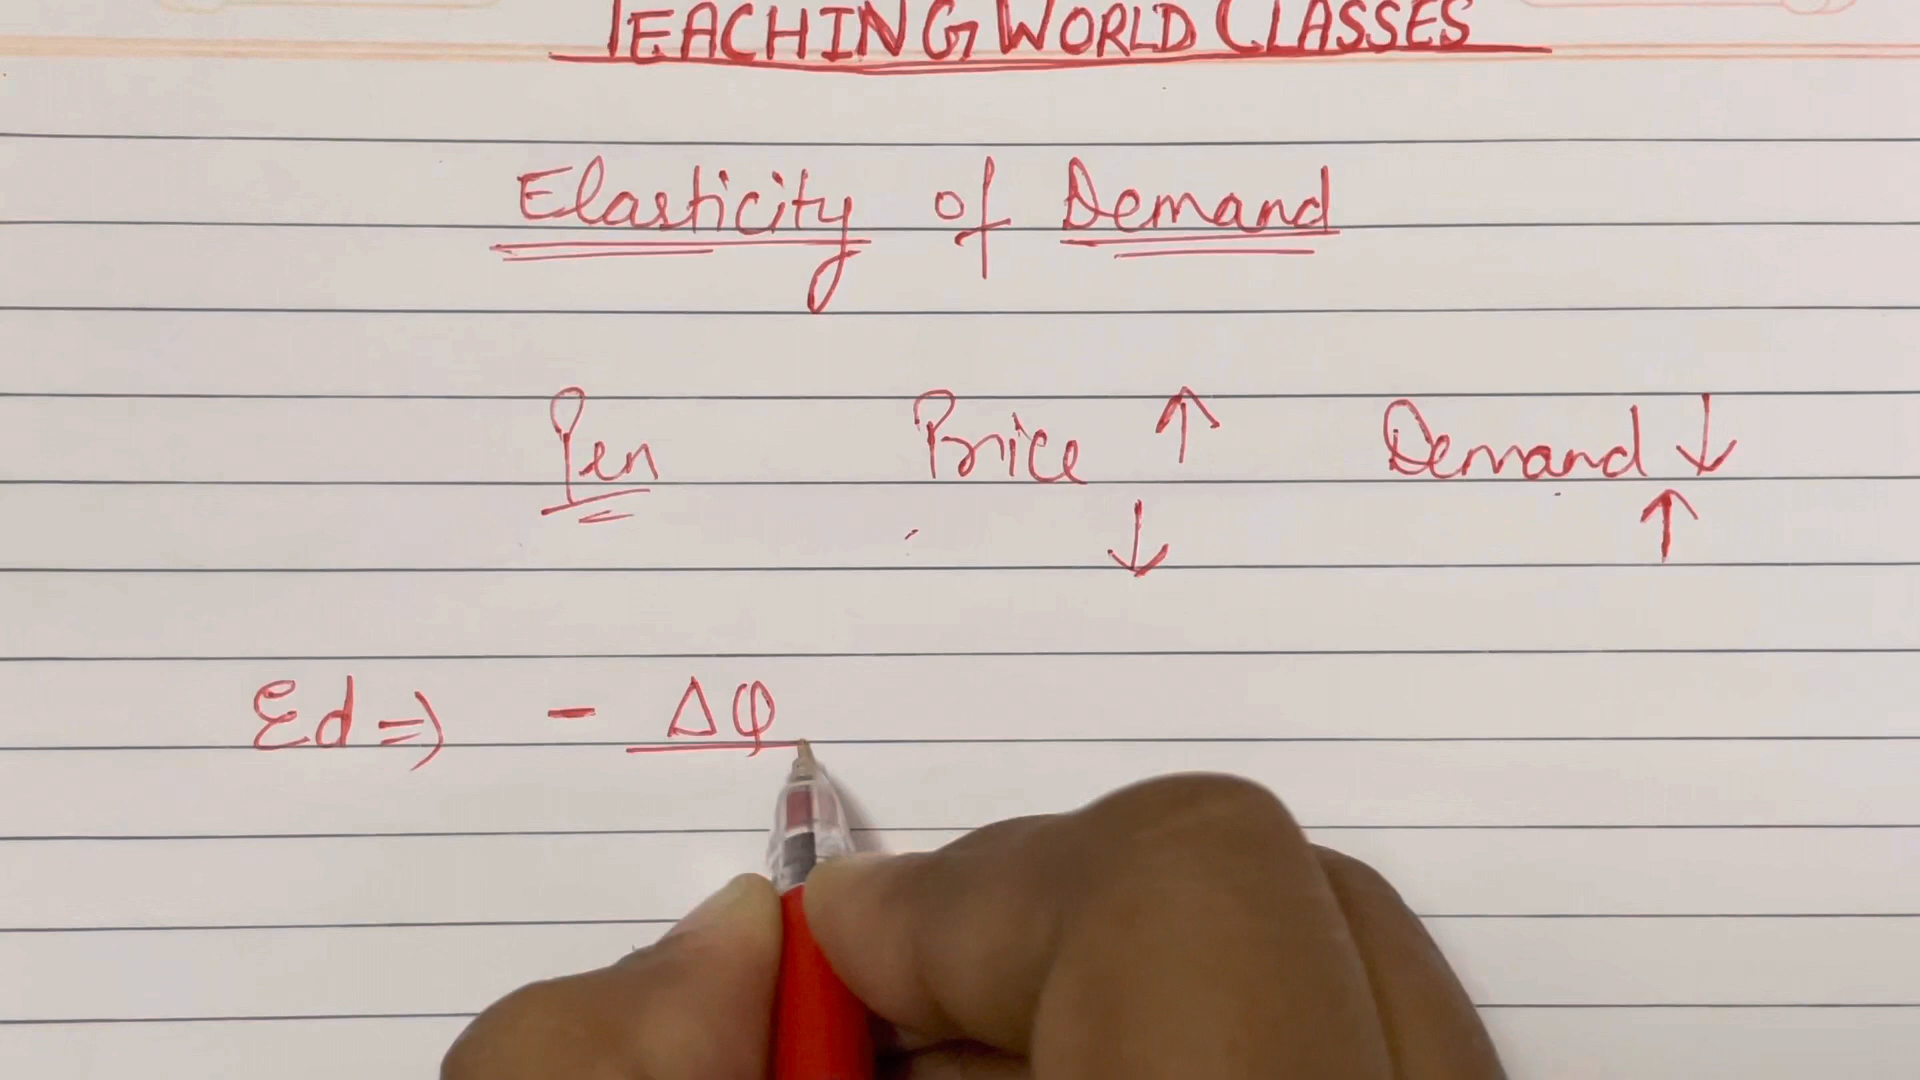 TEACHING WORLD CLASSES
Elasticity of Demand
Pen Price ↑ Demand ↓
↓ ↑
Ed => - ΔQ